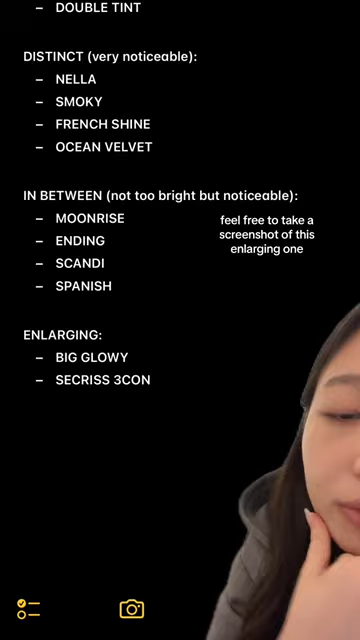 – DOUBLE TINT
DISTINCT (very noticeable):
– NELLA
– SMOKY
– FRENCH SHINE
– OCEAN VELVET
IN BETWEEN (not too bright but noticeable):
– MOONRISE
– ENDING
– SCANDI
– SPANISH
feel free to take a
screenshot of this
enlarging one
ENLARGING:
– BIG GLOWY
– SECRISS 3CON